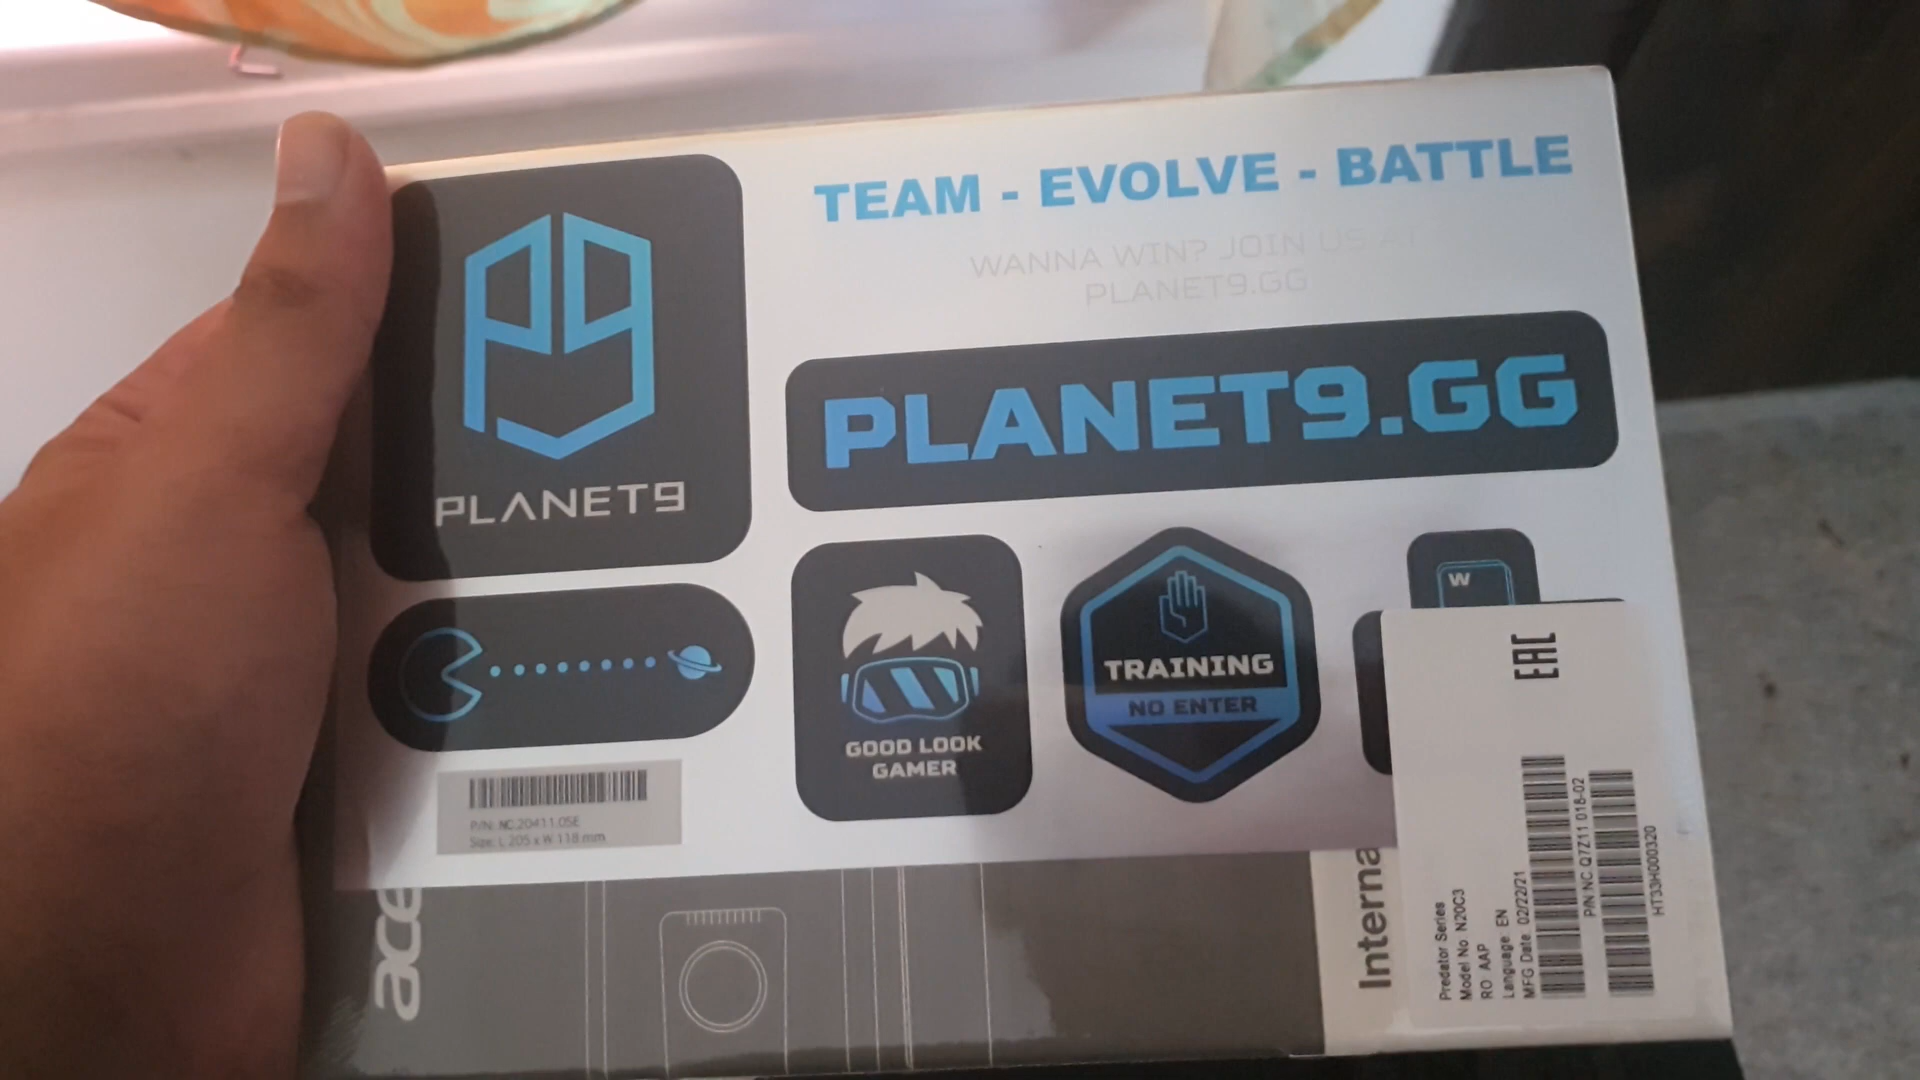 TEAM - EVOLVE - BATTLE
WANNA WIN? JOIN US AT
PLANET9.GG
P9
PLANET9
PLANET9.GG
GOOD LOOK
GAMER
TRAINING
NO ENTER
W
P/N: NC.20411.05E
Size: L 205 x W 118 mm
acer
Interna
EAC
Predator Series
Model No. N20C3
RO AAP
Language EN
MFG Date 02/22/21
P/N:NC.Q7Z11.018-02
HT33H000320